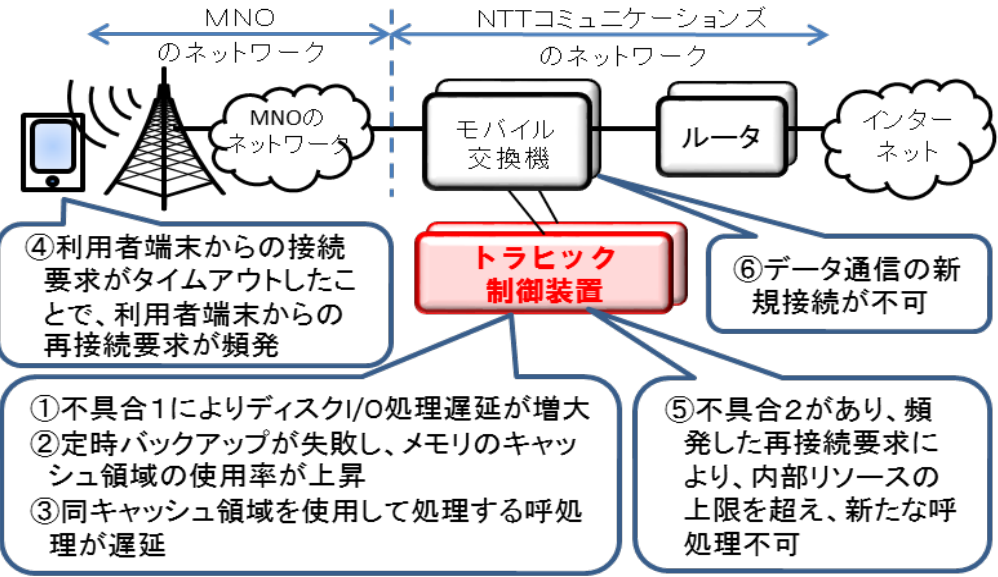 MNO
のネットワーク
NTTコミュニケーションズ
のネットワーク
MNOの
ネットワーク
モバイル
交換機
ルータ
インター
ネット
トラヒック
制御装置
④利用者端末からの接続
要求がタイムアウトしたこ
とで、利用者端末からの
再接続要求が頻発
⑥データ通信の新
規接続が不可
①不具合１によりディスクI/O処理遅延が増大
②定時バックアップが失敗し、メモリのキャッ
シュ領域の使用率が上昇
③同キャッシュ領域を使用して処理する呼処
理が遅延
⑤不具合２があり、頻
発した再接続要求に
より、内部リソースの
上限を超え、新たな呼
処理不可